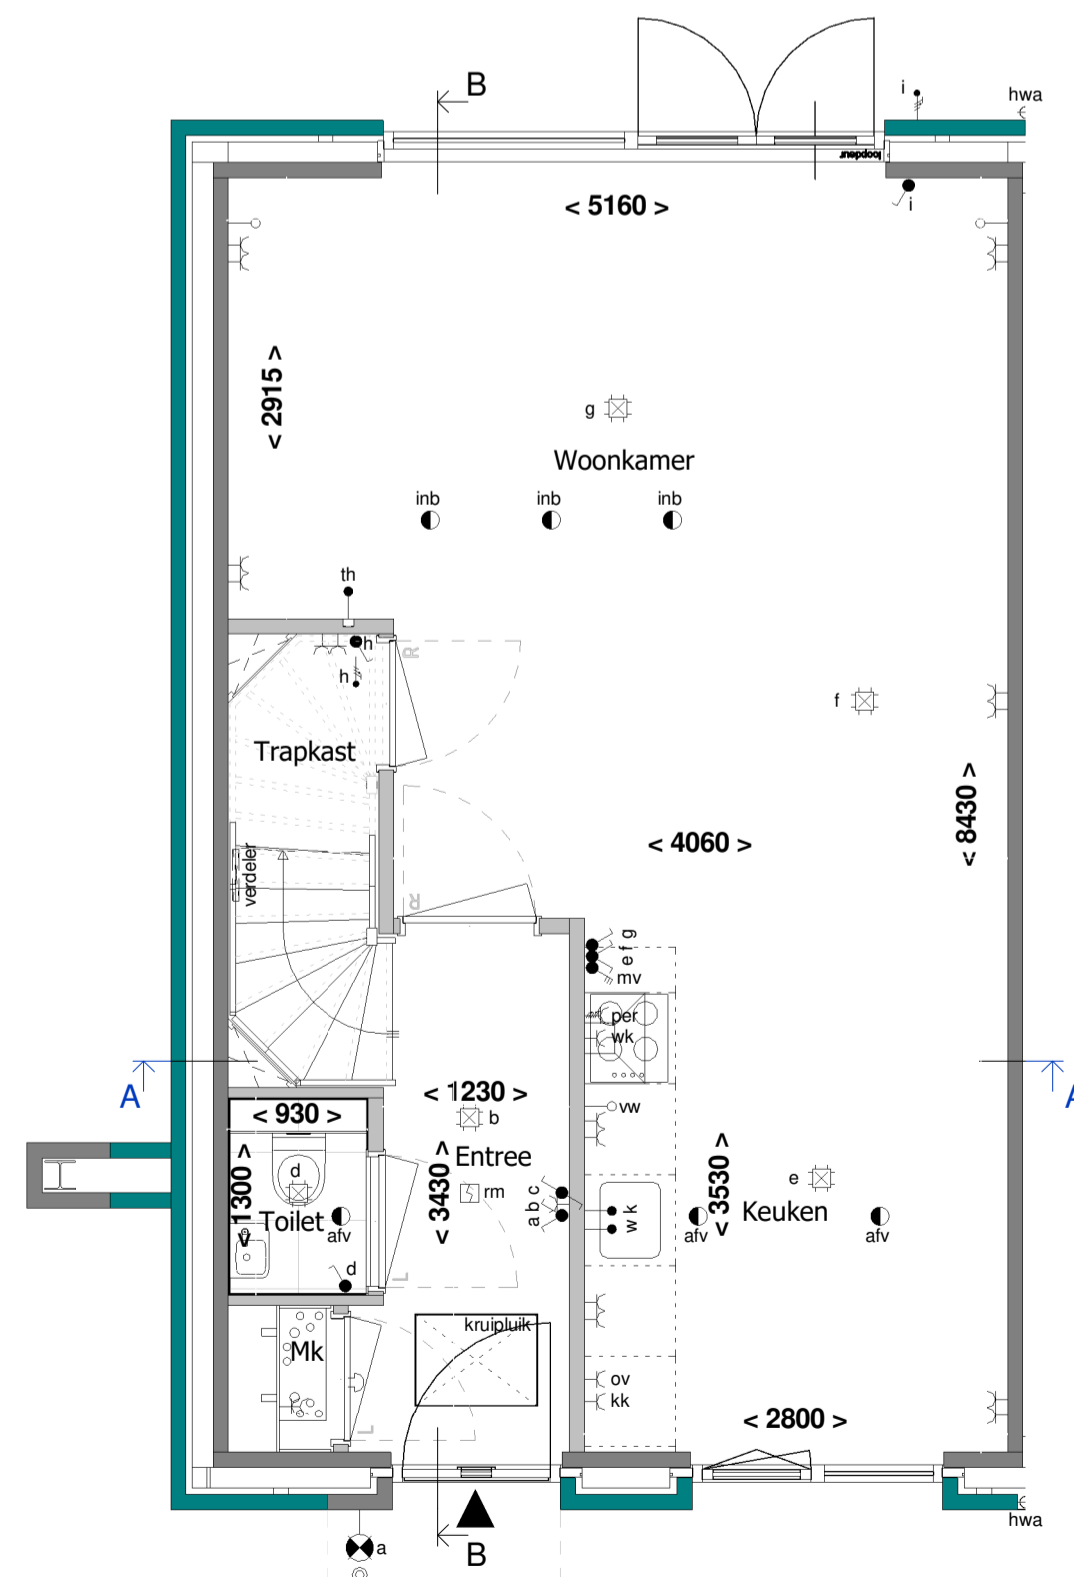 B
i
hwa
loopdeur
< 5160 >
i
< 2915 >
g
Woonkamer
inb inb inb
th
h
R
h
f
Trapkast
< 8430 >
R
< 4060 >
verdeler
e f g
mv
per
wk
A
A
< 1230 >
vw
< 930 >
b
Entree
< 1300 >
d
< 3430 >
rm
a b c
w k
< 3530 >
e
Keuken
Toilet
afv
afv
afv
d
L
kruipluik
Mk
ov
kk
L
< 2800 >
hwa
a
B